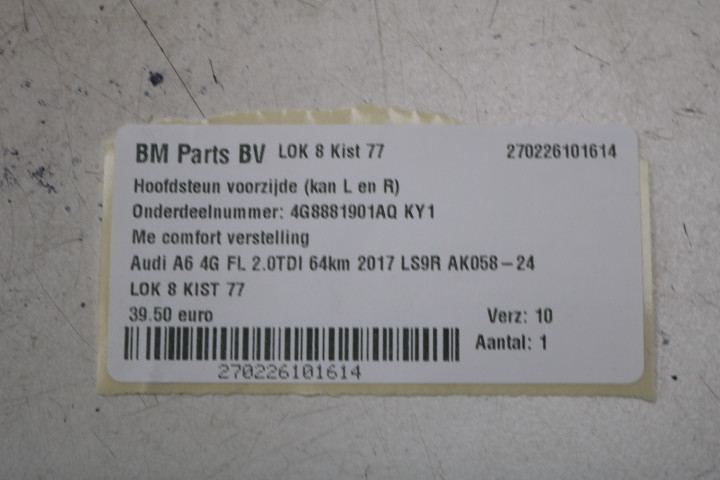 BM Parts BV LOK 8 Kist 77 270226101614
Hoofdsteun voorzijde (kan L en R)
Onderdeelnummer: 4G8881901AQ KY1
Me comfort verstelling
Audi A6 4G FL 2.0TDI 64km 2017 LS9R AK058-24
LOK 8 KIST 77
39.50 euro Verz: 10
Aantal: 1
270226101614